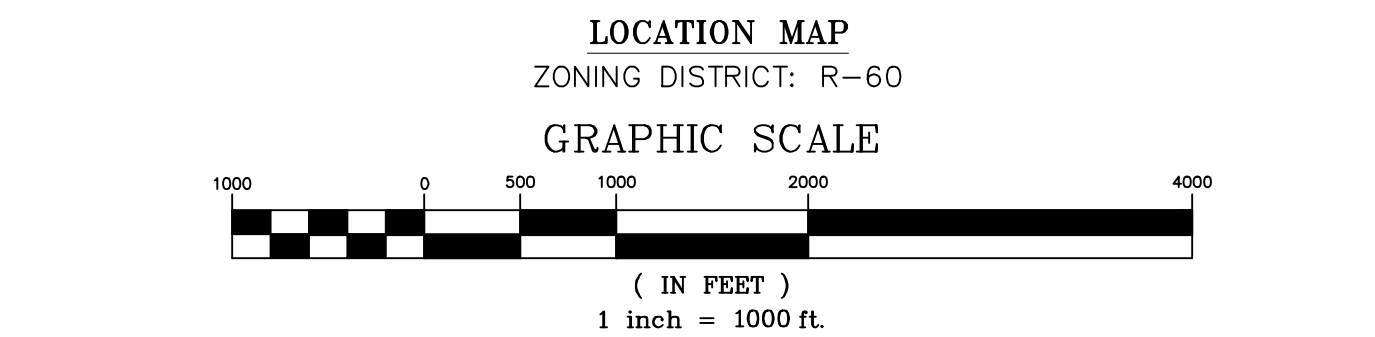 LOCATION MAP
ZONING DISTRICT: R-60
GRAPHIC SCALE
1000 0 500 1000 2000 4000
( IN FEET )
1 inch = 1000 ft.